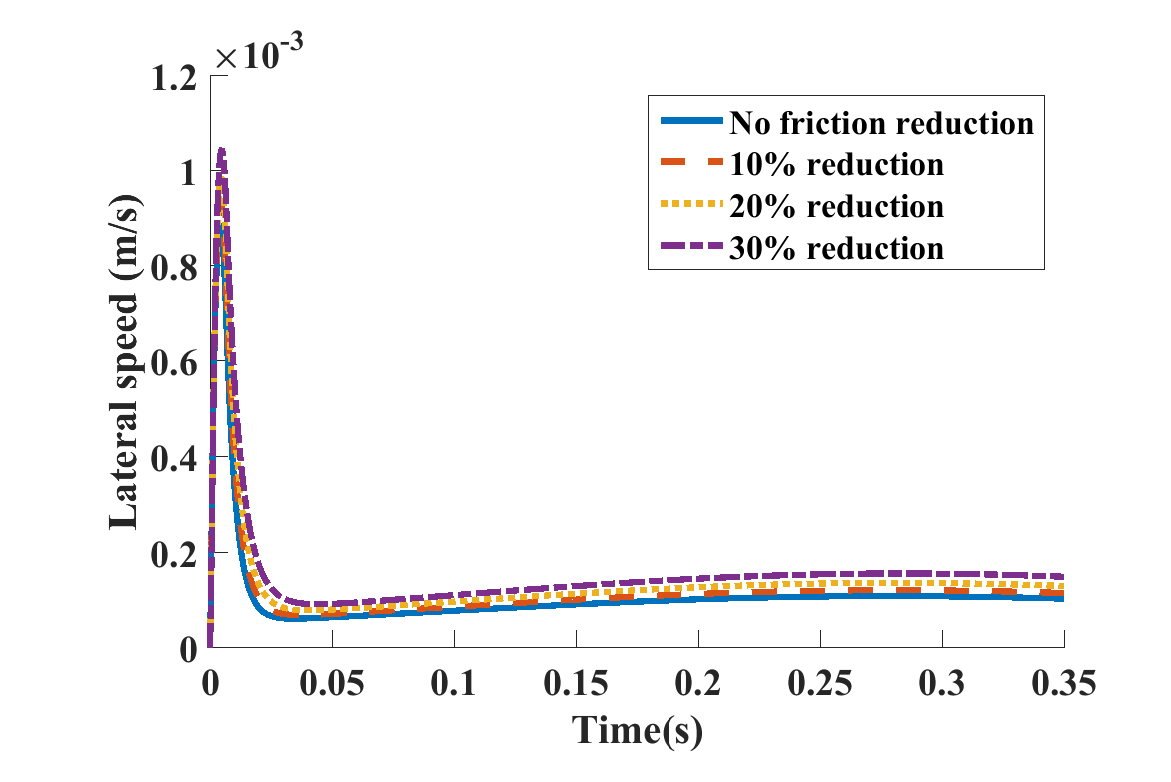 ×10-3
1.2
1
0.8
0.6
0.4
0.2
0
Lateral speed (m/s)
No friction reduction
10% reduction
20% reduction
30% reduction
0 0.05 0.1 0.15 0.2 0.25 0.3 0.35
Time(s)